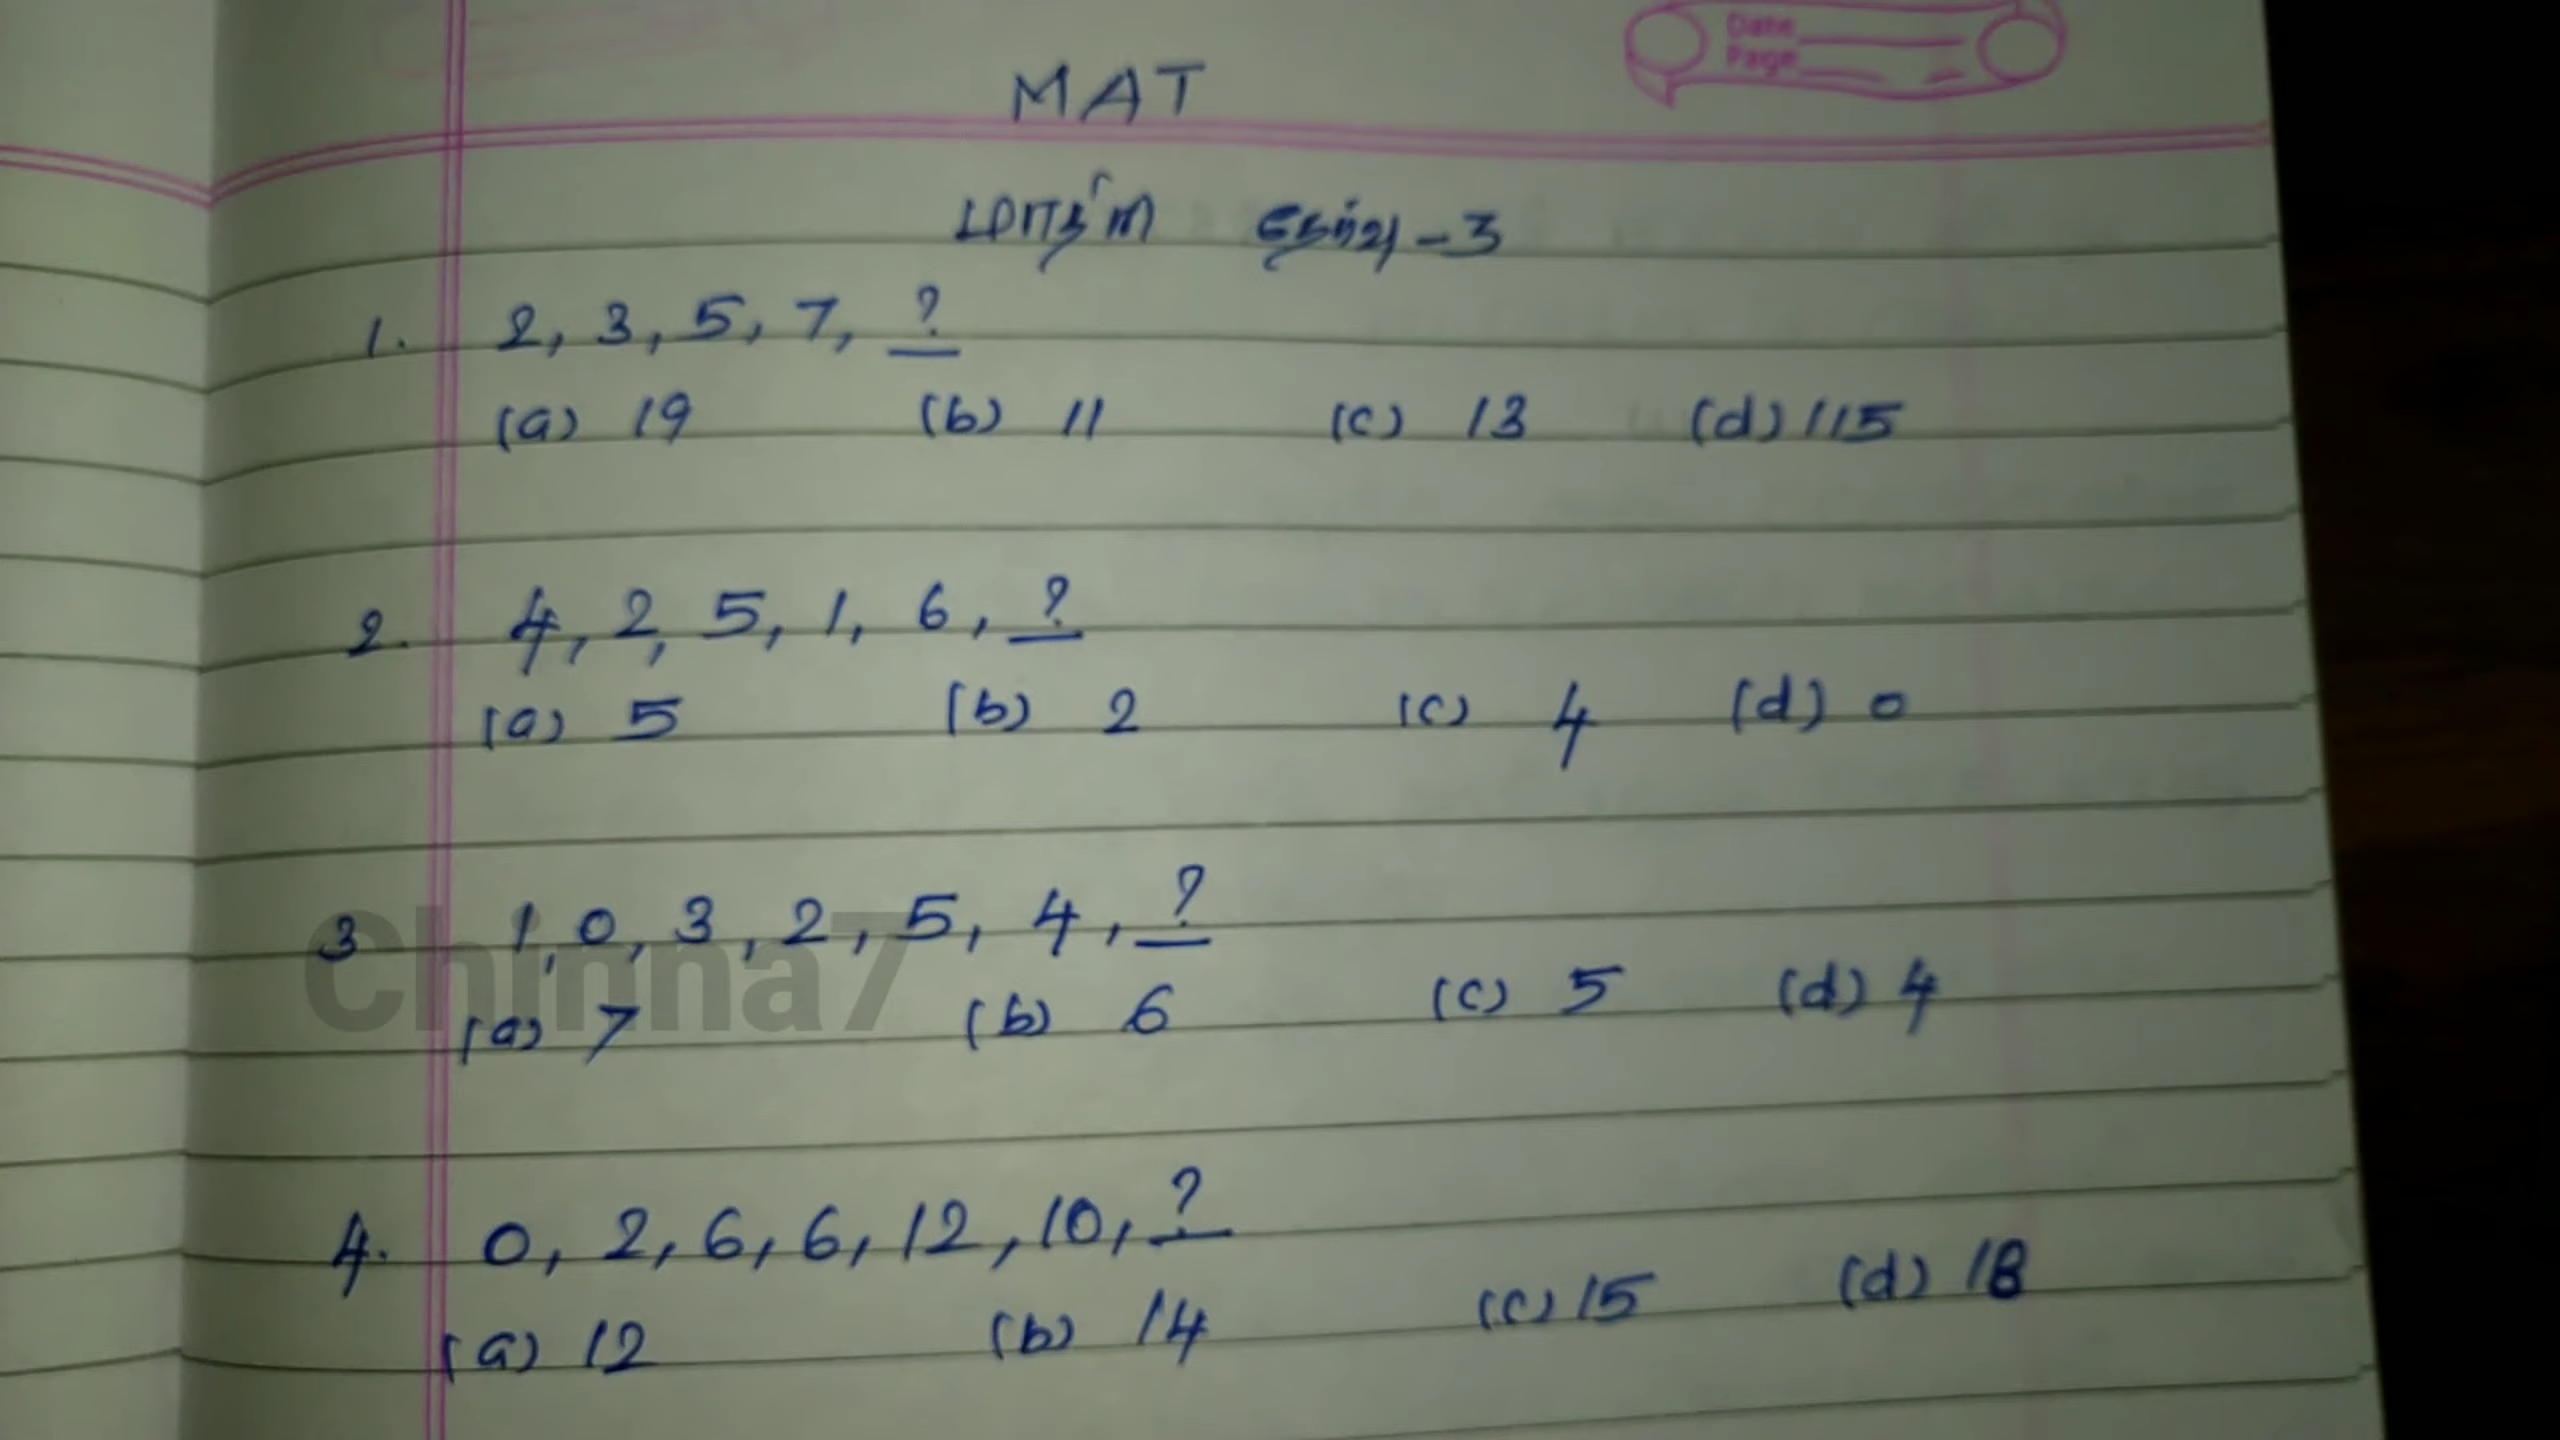 Date
Page
MAT
மாதிரி தேர்வு - 3
1. 2, 3, 5, 7, ?
(a) 19 (b) 11 (c) 13 (d) 115
2. 4, 2, 5, 1, 6, ?
(a) 5 (b) 2 (c) 4 (d) 0
3 1, 0, 3, 2, 5, 4, ?
(a) 7 (b) 6 (c) 5 (d) 4
Chinna7
4. 0, 2, 6, 6, 12, 10, ?
(a) 12 (b) 14 (c) 15 (d) 18